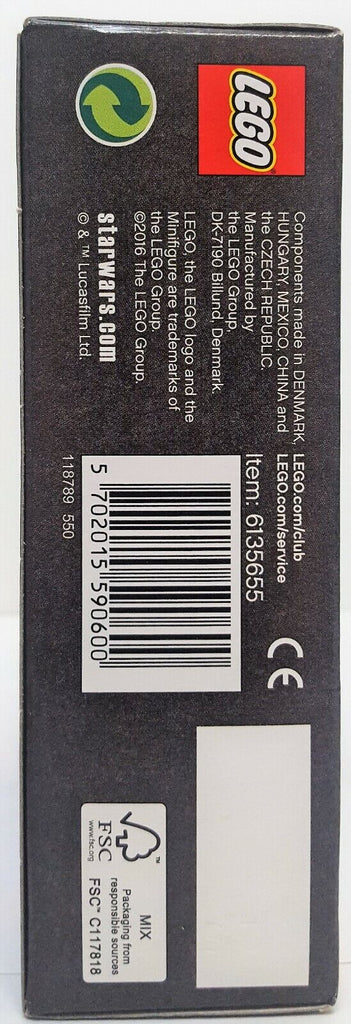 LEGO®
Components made in DENMARK,
HUNGARY, MEXICO, CHINA and
the CZECH REPUBLIC.
Manufactured by
the LEGO Group,
DK-7190 Billund, Denmark.
LEGO, the LEGO logo and the
Minifigure are trademarks of
the LEGO Group.
©2016 The LEGO Group.
starwars.com
© & ™ Lucasfilm Ltd.
LEGO.com/club
LEGO.com/service
Item: 6135655
5 702015 590600
118789 550
CE
FSC
www.fsc.org
MIX
Packaging from
responsible sources
FSC™ C117818